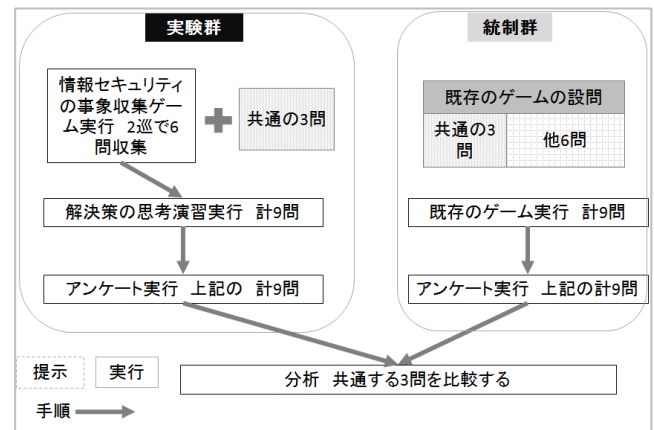 実験群
統制群
情報セキュリティ
の事象収集ゲー
ム実行 2巡で6
問収集
共通の3問
既存のゲームの設問
共通の3
問
他6問
解決策の思考演習実行 計9問
既存のゲーム実行 計9問
アンケート実行 上記の 計9問
アンケート実行 上記の計9問
提示
実行
分析 共通する3問を比較する
手順